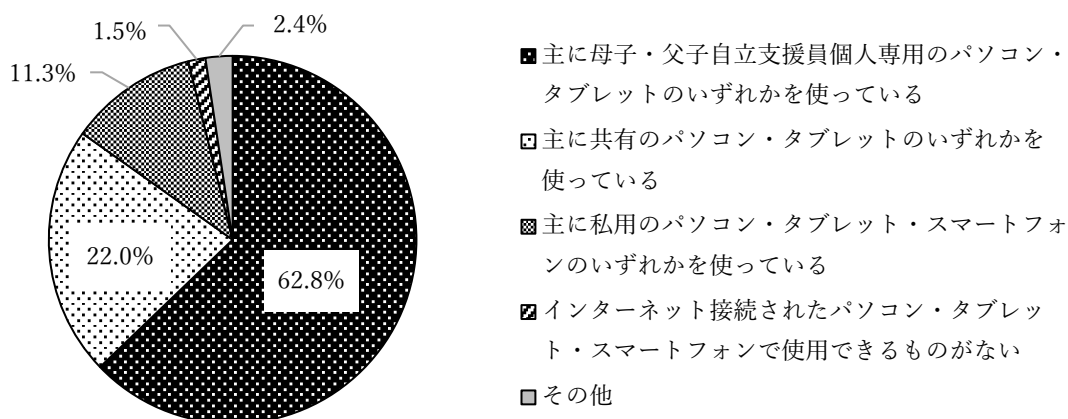 1.5%
2.4%
11.3%
22.0%
62.8%
主に母子・父子自立支援員個人専用のパソコン・
タブレットのいずれかを使っている
主に共有のパソコン・タブレットのいずれかを
使っている
主に私用のパソコン・タブレット・スマートフォ
ンのいずれかを使っている
インターネット接続されたパソコン・タブレッ
ト・スマートフォンで使用できるものがない
その他